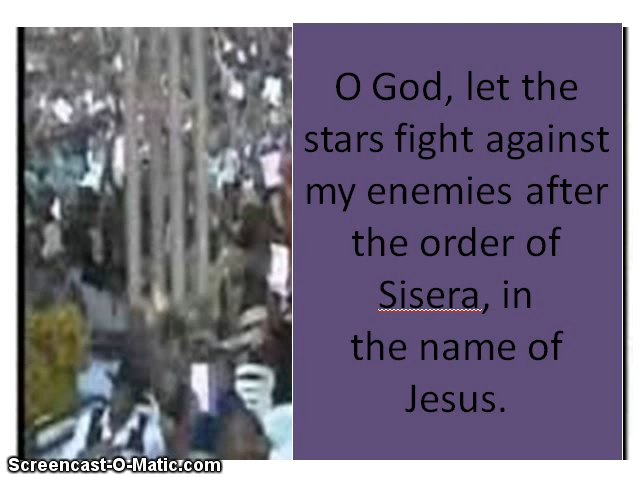 O God, let the
stars fight against
my enemies after
the order of
Sisera, in
the name of
Jesus.
Screencast-O-Matic.com